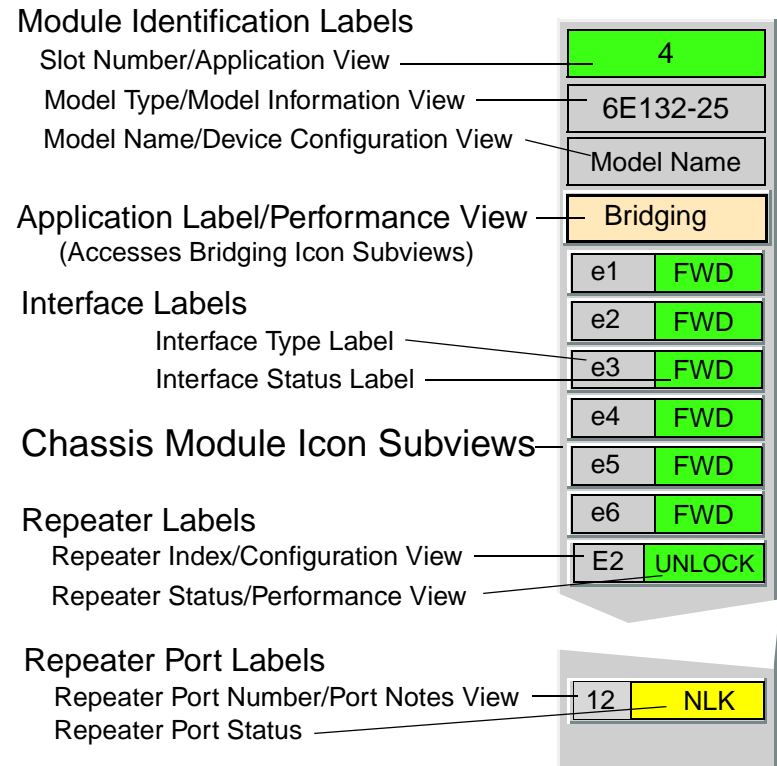 Module Identification Labels
Slot Number/Application View
4
Model Type/Model Information View
6E132-25
Model Name/Device Configuration View
Model Name
Application Label/Performance View
Bridging
(Accesses Bridging Icon Subviews)
e1 FWD
Interface Labels
e2 FWD
Interface Type Label
e3 FWD
Interface Status Label
e4 FWD
Chassis Module Icon Subviews
e5 FWD
e6 FWD
Repeater Labels
Repeater Index/Configuration View
E2 UNLOCK
Repeater Status/Performance View
Repeater Port Labels
Repeater Port Number/Port Notes View
12 NLK
Repeater Port Status